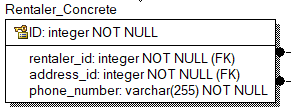 Rentaler_Concrete
ID: integer NOT NULL
rentaler_id: integer NOT NULL (FK)
address_id: integer NOT NULL (FK)
phone_number: varchar(255) NOT NULL